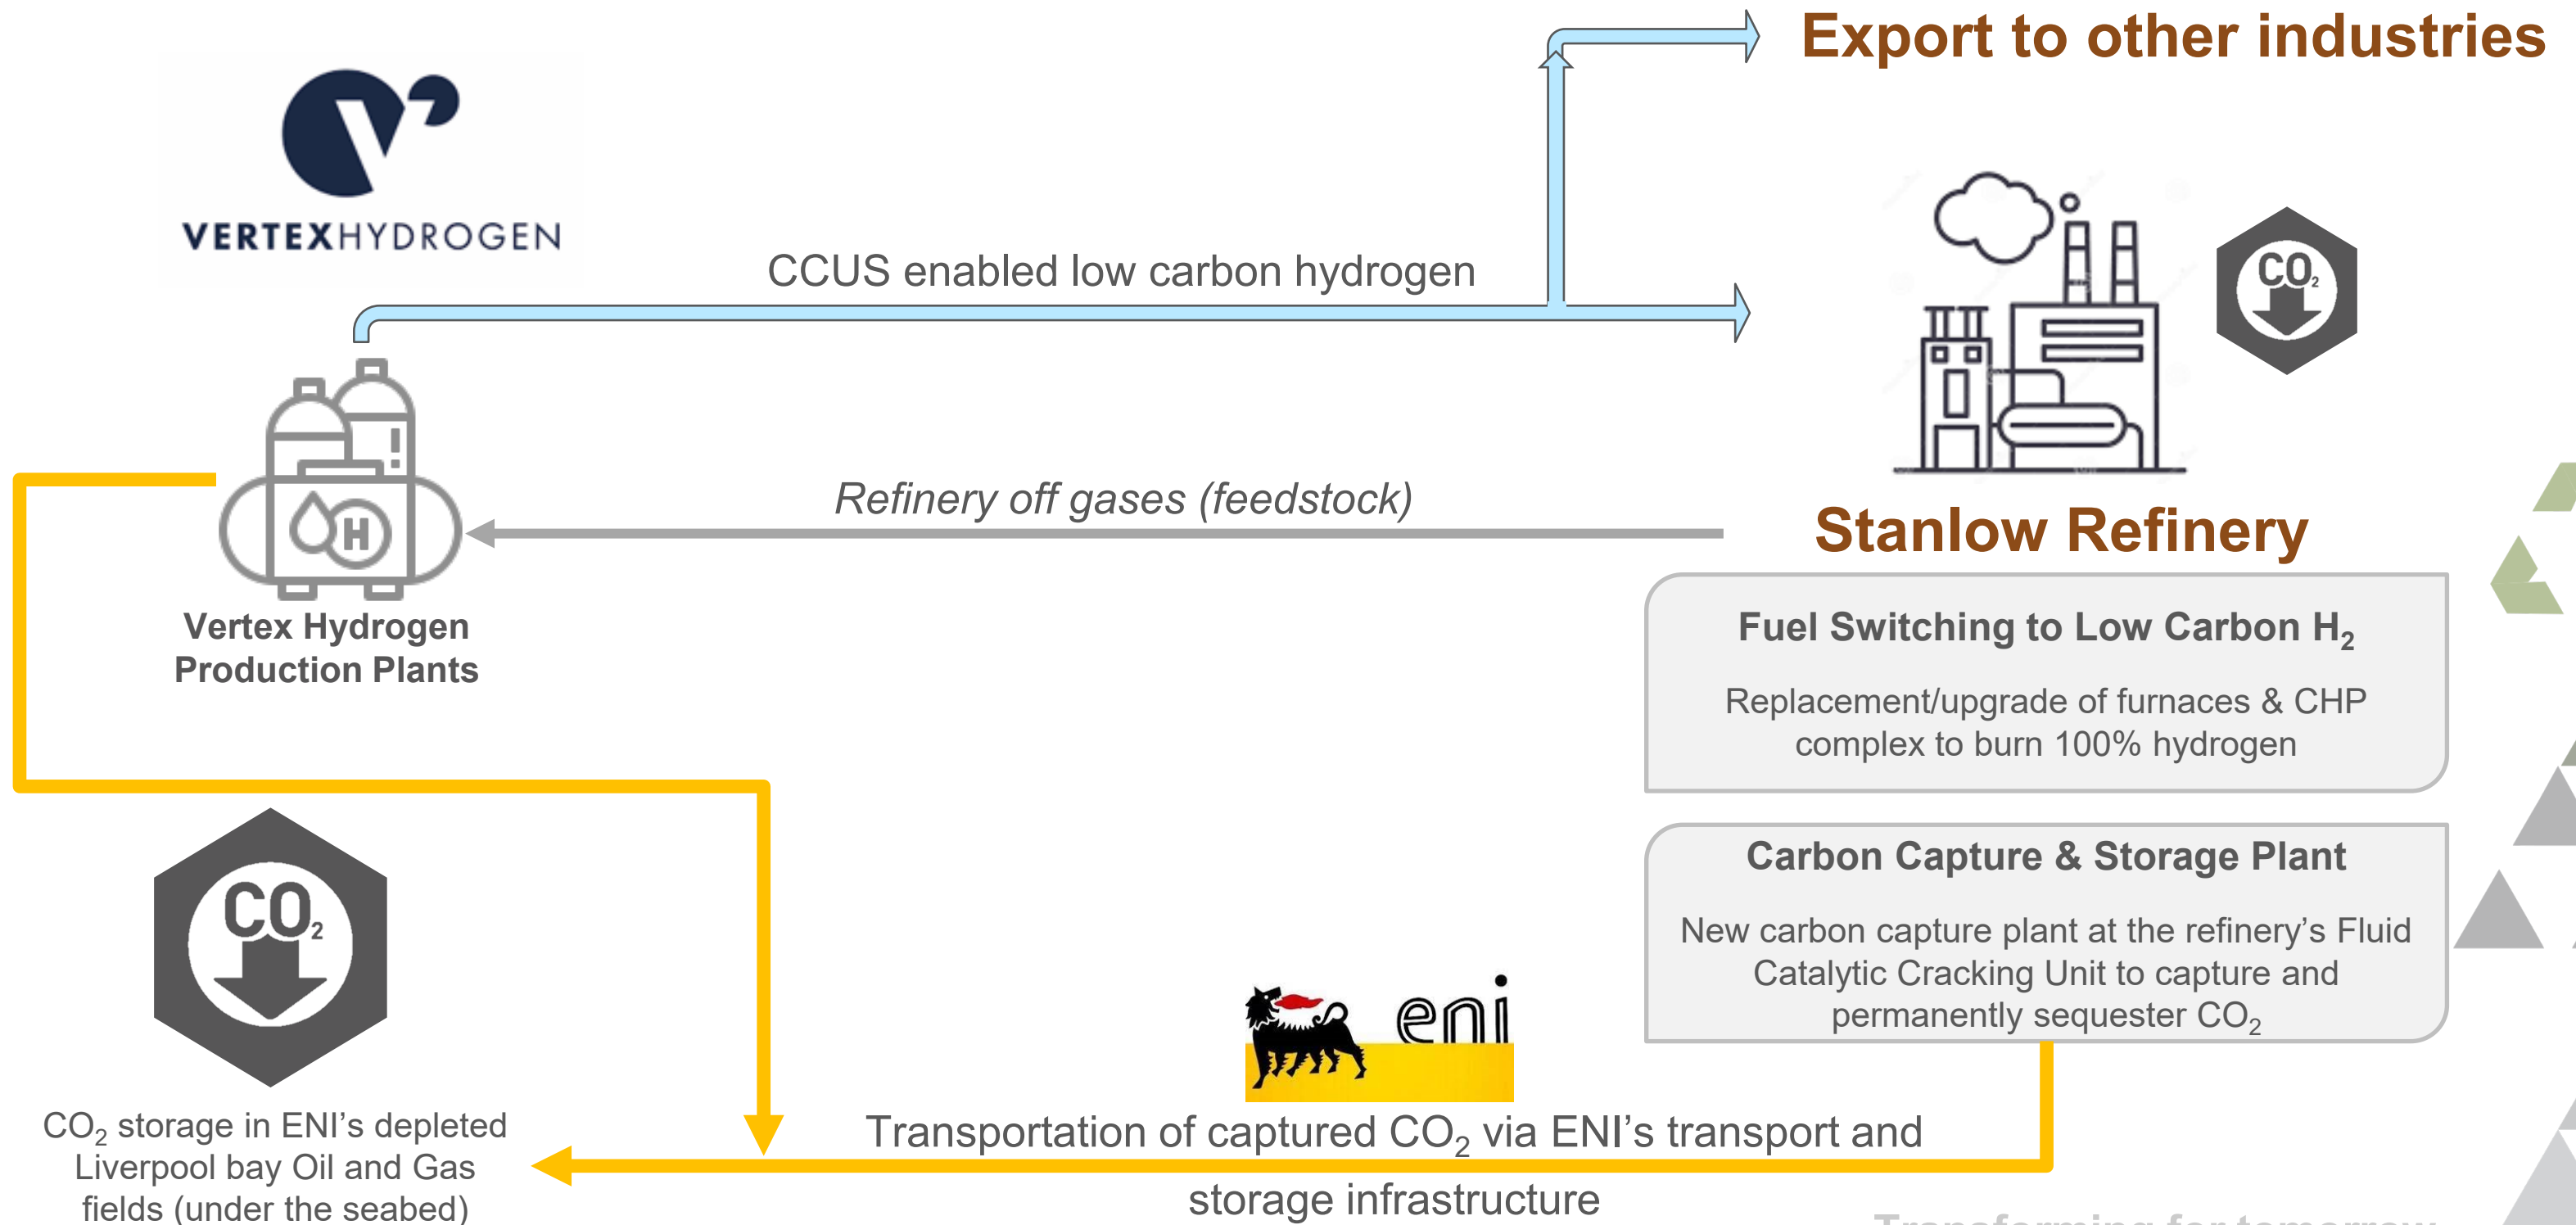 Export to other industries
VERTEXHYDROGEN
CCUS enabled low carbon hydrogen
CO₂
Refinery off gases (feedstock)
H
Stanlow Refinery
Vertex Hydrogen
Production Plants
Fuel Switching to Low Carbon H₂
Replacement/upgrade of furnaces & CHP
complex to burn 100% hydrogen
Carbon Capture & Storage Plant
New carbon capture plant at the refinery’s Fluid
Catalytic Cracking Unit to capture and
permanently sequester CO₂
CO₂
eni
CO₂ storage in ENI’s depleted
Liverpool bay Oil and Gas
fields (under the seabed)
Transportation of captured CO₂ via ENI’s transport and
storage infrastructure
Transforming for tomorrow